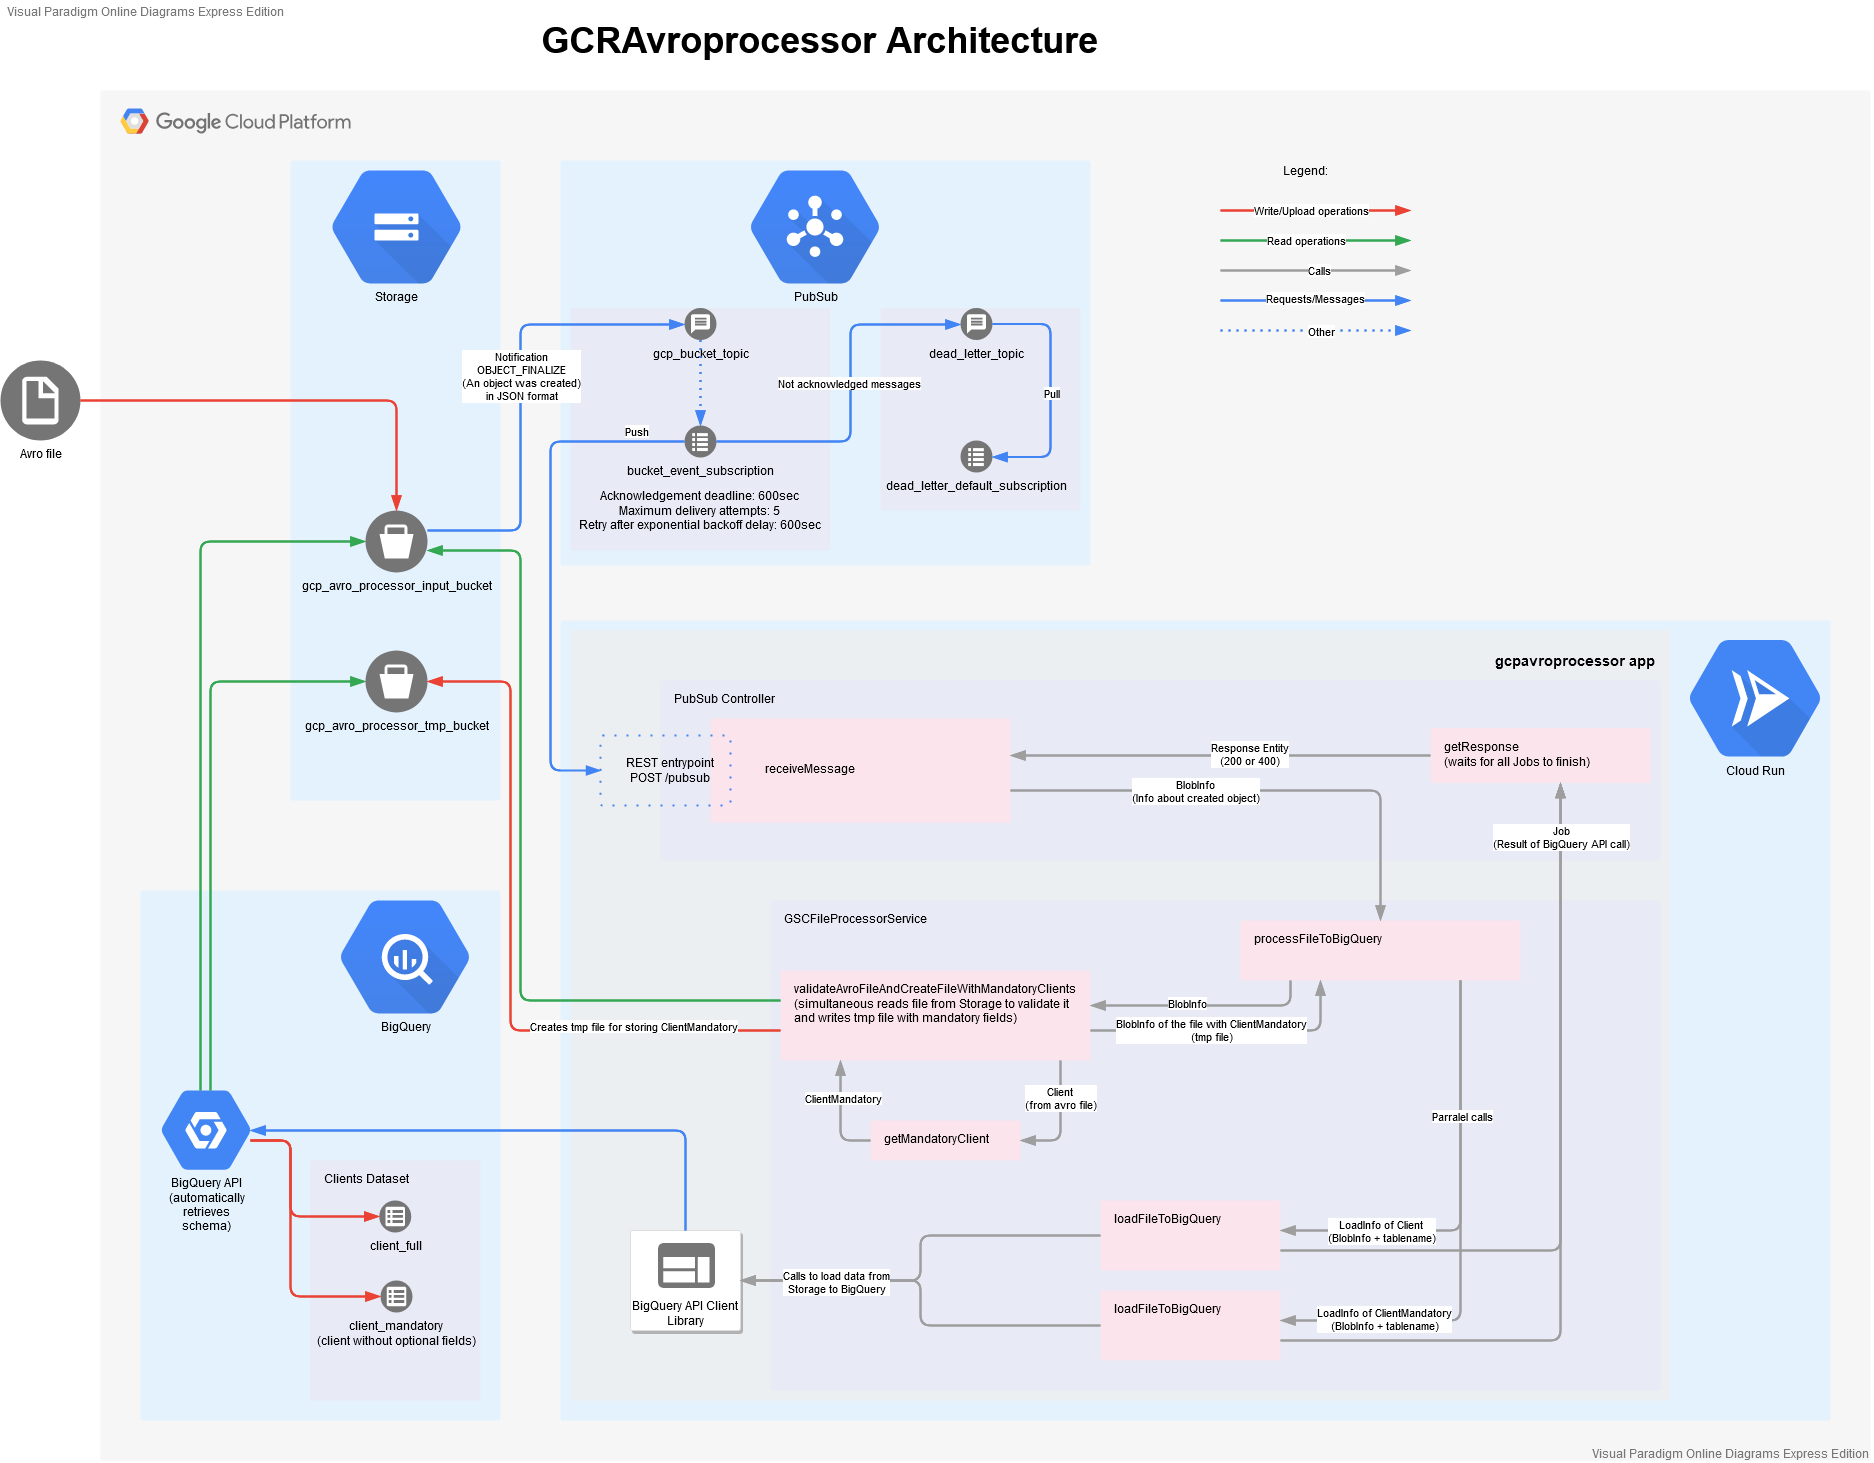 Visual Paradigm Online Diagrams Express Edition
GCRAvroprocessor Architecture
Google Cloud Platform
Storage
PubSub
Legend:
Write/Upload operations
Read operations
Calls
Requests/Messages
Other
Avro file
Notification
OBJECT_FINALIZE
(An object was created)
in JSON format
gcp_bucket_topic
Push
bucket_event_subscription
Acknowledgement deadline: 600sec
Maximum delivery attempts: 5
Retry after exponential backoff delay: 600sec
Not acknowledged messages
dead_letter_topic
Pull
dead_letter_default_subscription
gcp_avro_processor_input_bucket
gcp_avro_processor_tmp_bucket
gcpavroprocessor app
Cloud Run
PubSub Controller
REST entrypoint
POST /pubsub
receiveMessage
Response Entity
(200 or 400)
BlobInfo
(Info about created object)
getResponse
(waits for all Jobs to finish)
Job
(Result of BigQuery API call)
GSCFileProcessorService
processFileToBigQuery
validateAvroFileAndCreateFileWithMandatoryClients
(simultaneous reads file from Storage to validate it
and writes tmp file with mandatory fields)
BlobInfo
BlobInfo of the file with ClientMandatory
(tmp file)
Creates tmp file for storing ClientMandatory
ClientMandatory
Client
(from avro file)
getMandatoryClient
Parralel calls
loadFileToBigQuery
LoadInfo of Client
(BlobInfo + tablename)
loadFileToBigQuery
LoadInfo of ClientMandatory
(BlobInfo + tablename)
Calls to load data from
Storage to BigQuery
BigQuery API Client
Library
BigQuery
BigQuery API
(automatically
retrieves
schema)
Clients Dataset
client_full
client_mandatory
(client without optional fields)
Visual Paradigm Online Diagrams Express Edition